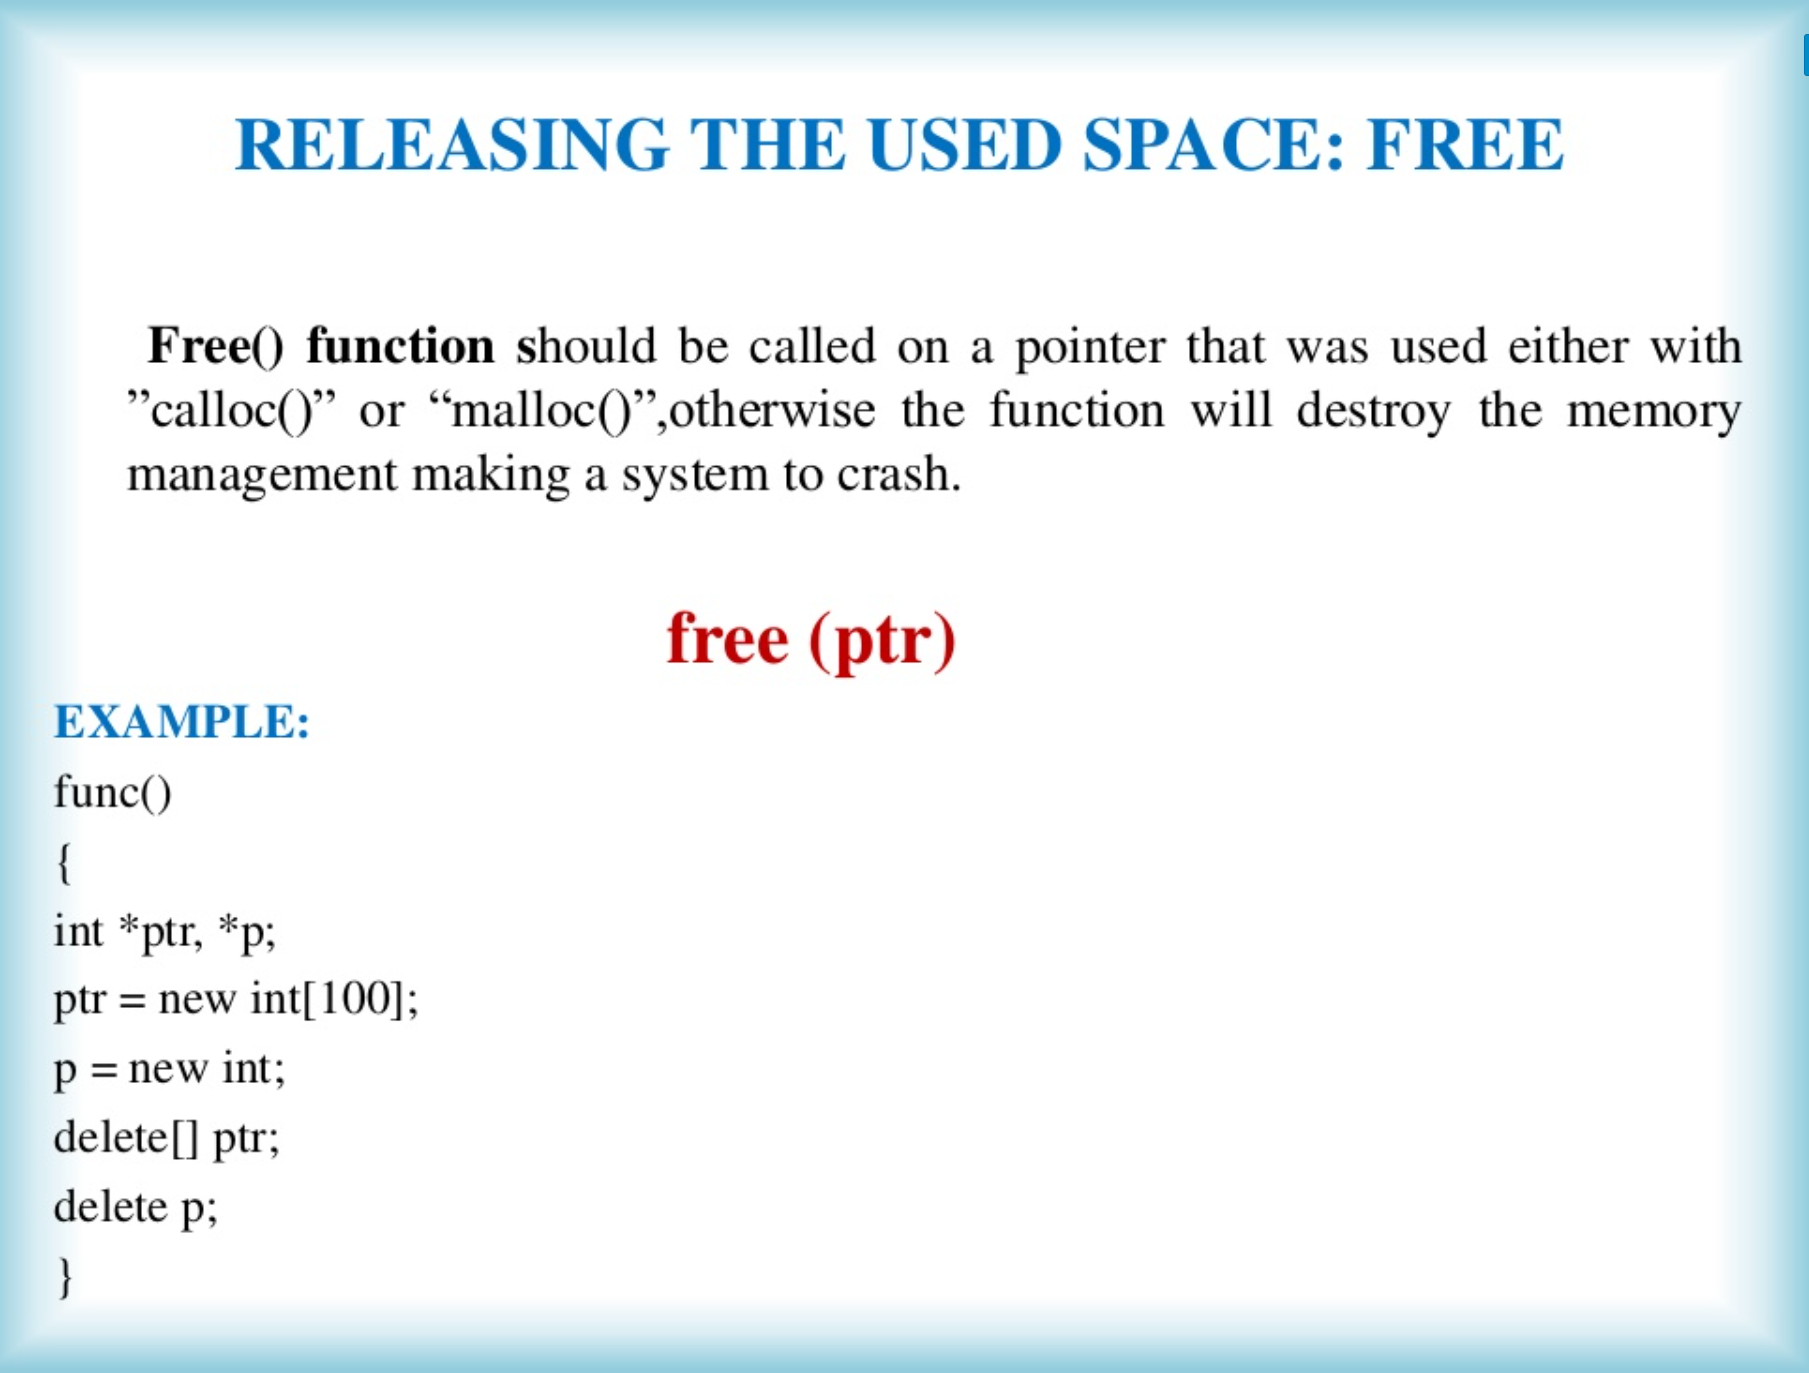 RELEASING THE USED SPACE: FREE
Free() function should be called on a pointer that was used either with
”calloc()” or “malloc()”,otherwise the function will destroy the memory
management making a system to crash.
free (ptr)
EXAMPLE:
func()
{
int *ptr, *p;
ptr = new int[100];
p = new int;
delete[] ptr;
delete p;
}